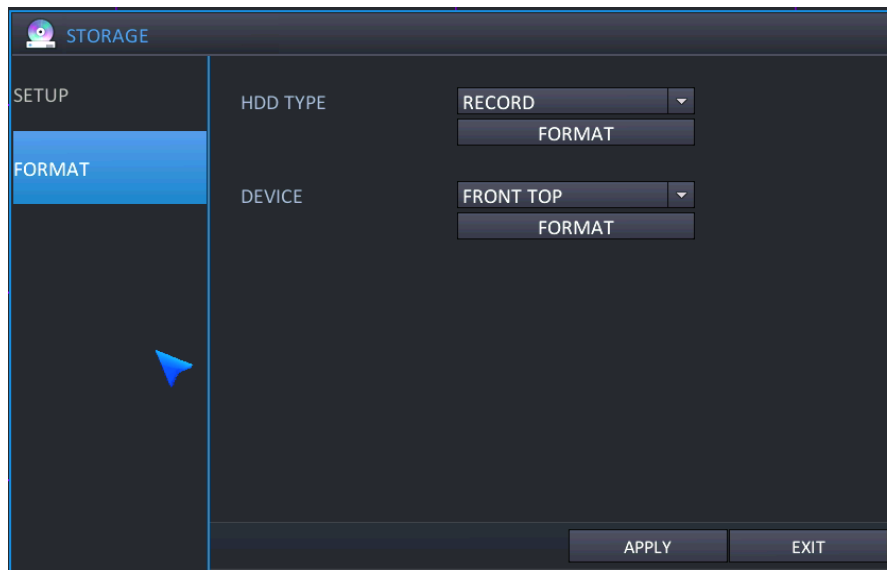 STORAGE
SETUP
FORMAT
HDD TYPE RECORD
FORMAT
DEVICE FRONT TOP
FORMAT
APPLY EXIT